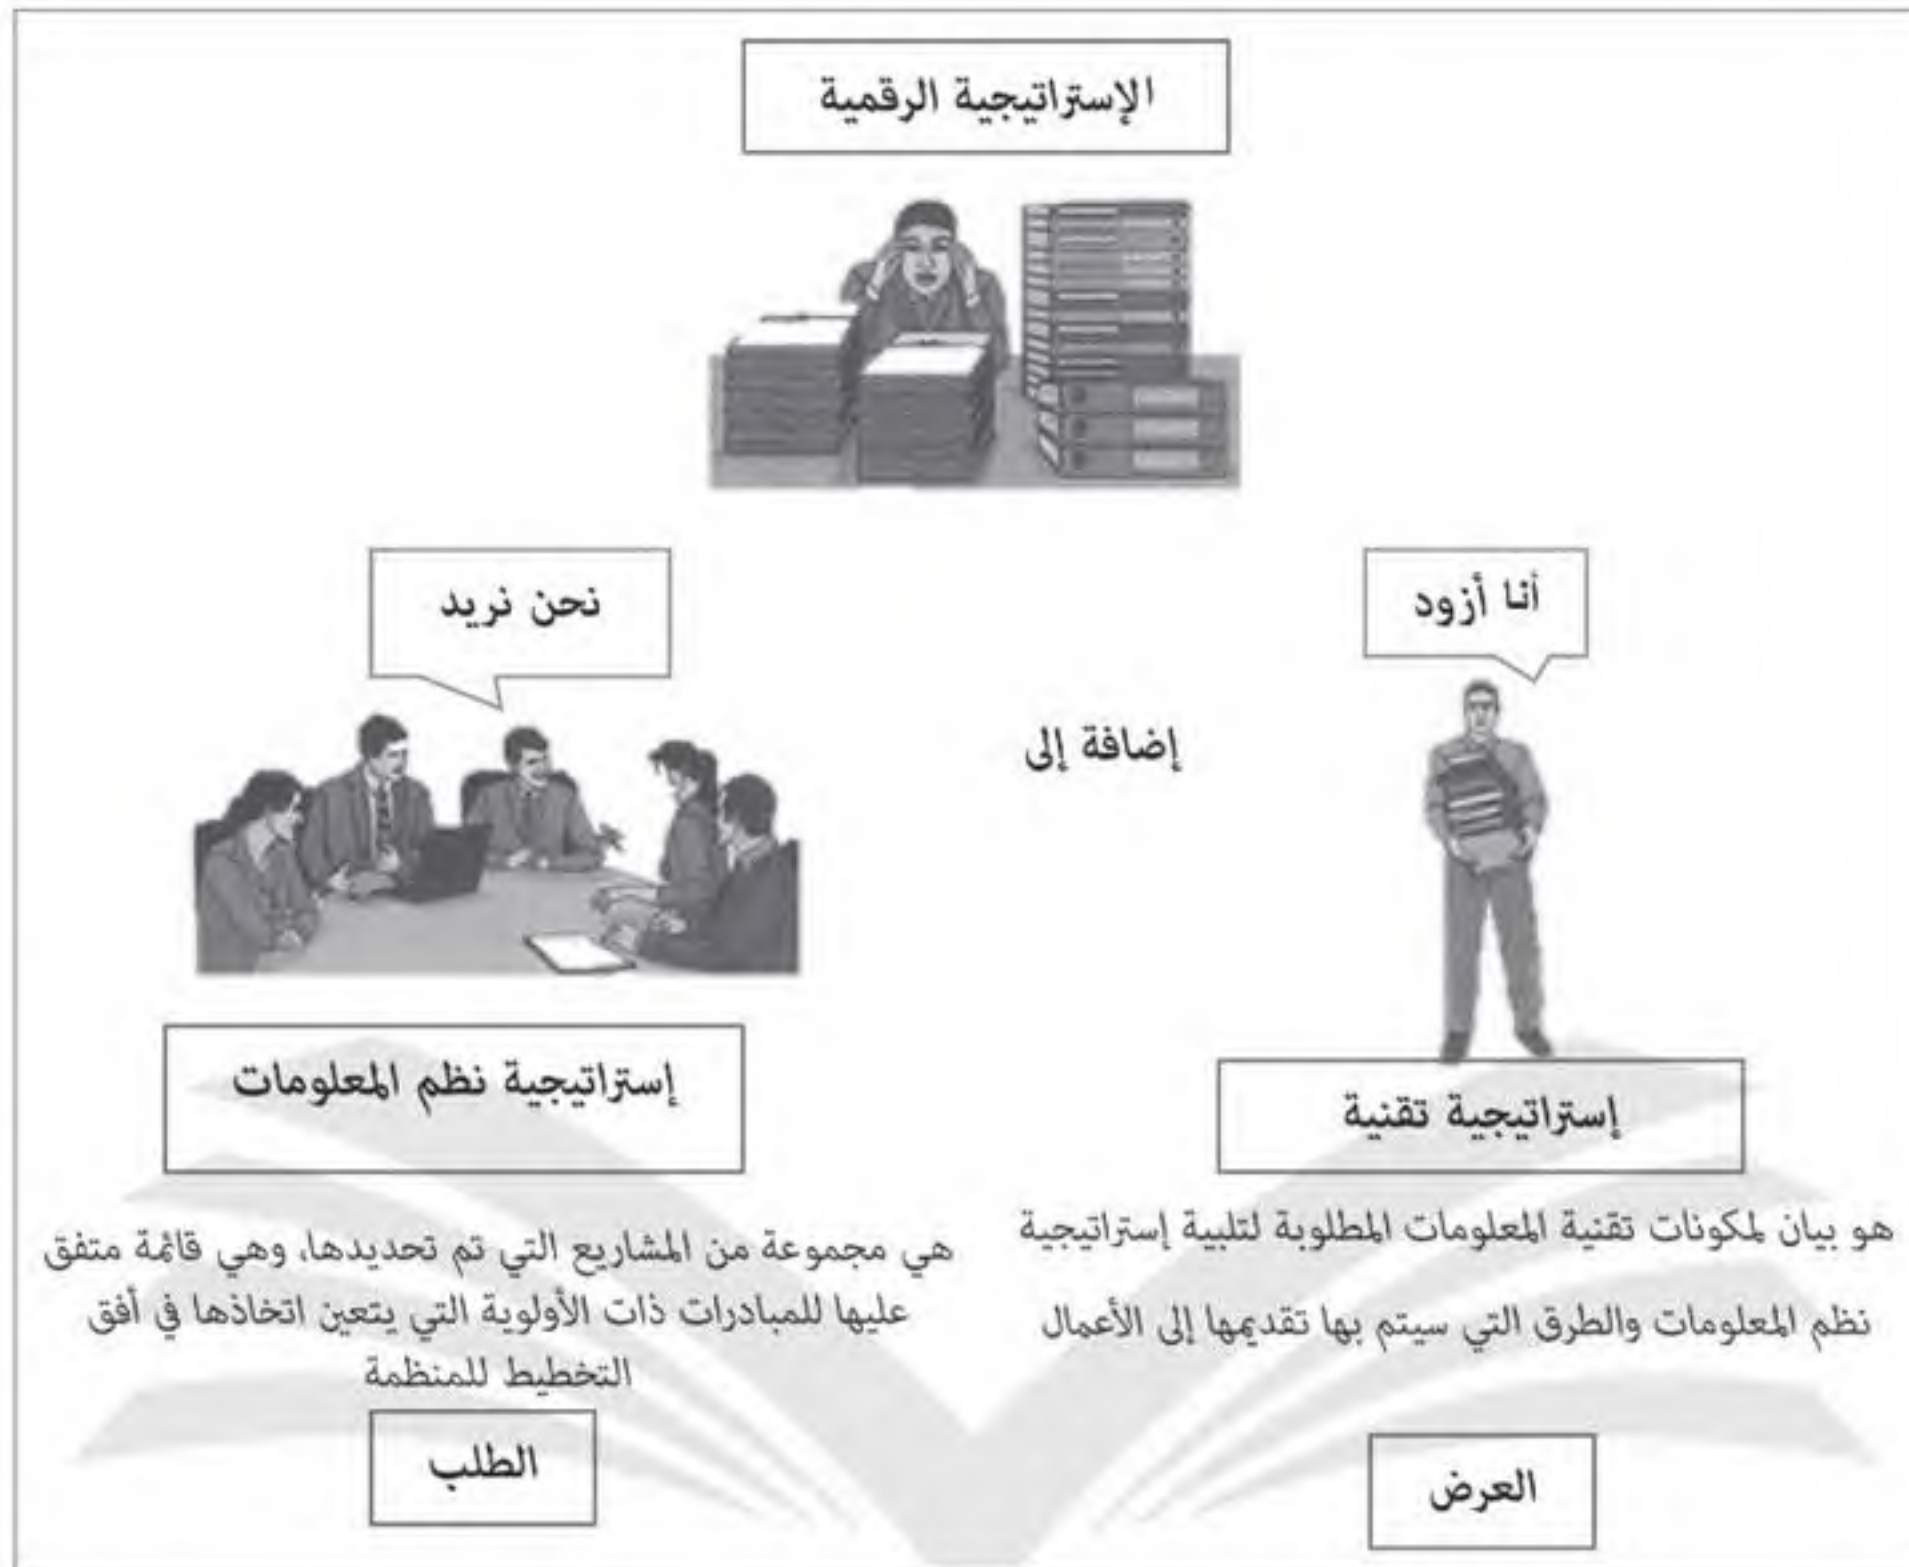 الإستراتيجية الرقمية
أنا أزود
نحن نريد
إضافة إلى
إستراتيجية تقنية
إستراتيجية نظم المعلومات
هو بيان لمكونات تقنية المعلومات المطلوبة لتلبية إستراتيجية
نظم المعلومات والطرق التي سيتم بها تقديمها إلى الأعمال
هي مجموعة من المشاريع التي تم تحديدها، وهي قائمة متفق
عليها للمبادرات ذات الأولوية التي يتعين اتخاذها في أفق
التخطيط للمنظمة
العرض
الطلب